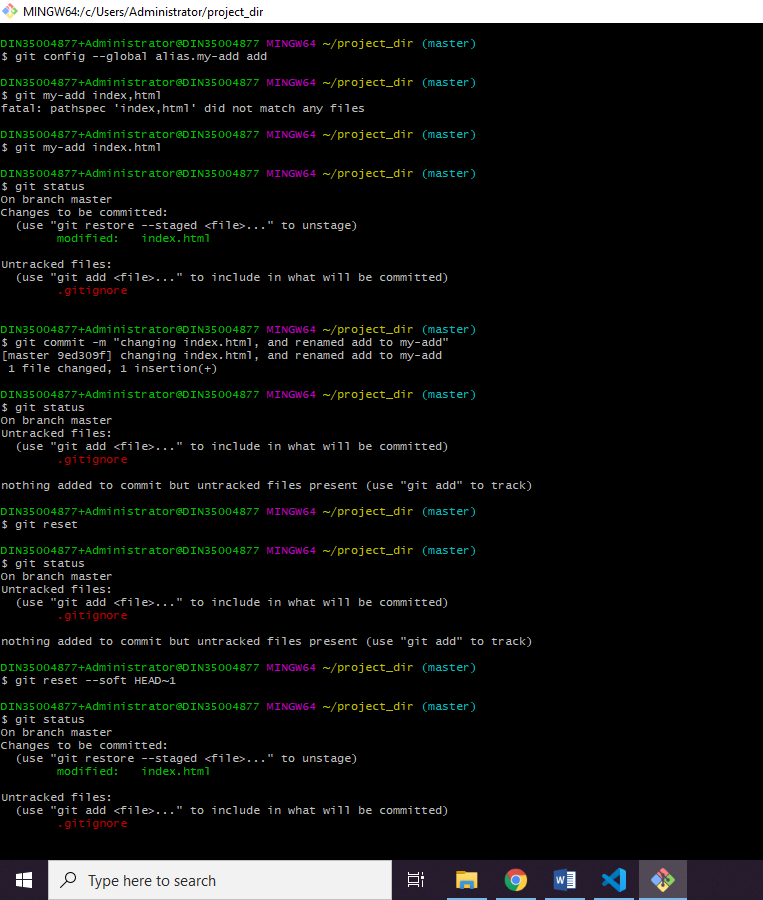 MINGW64:/c/Users/Administrator/project_dir
DIN35004877+Administrator@DIN35004877 MINGW64 ~/project_dir (master)
$ git config --global alias.my-add add
DIN35004877+Administrator@DIN35004877 MINGW64 ~/project_dir (master)
$ git my-add index,html
fatal: pathspec 'index,html' did not match any files
DIN35004877+Administrator@DIN35004877 MINGW64 ~/project_dir (master)
$ git my-add index.html
DIN35004877+Administrator@DIN35004877 MINGW64 ~/project_dir (master)
$ git status
On branch master
Changes to be committed:
  (use "git restore --staged <file>..." to unstage)
        modified:   index.html
Untracked files:
  (use "git add <file>..." to include in what will be committed)
        .gitignore
DIN35004877+Administrator@DIN35004877 MINGW64 ~/project_dir (master)
$ git commit -m "changing index.html, and renamed add to my-add"
[master 9ed309f] changing index.html, and renamed add to my-add
 1 file changed, 1 insertion(+)
DIN35004877+Administrator@DIN35004877 MINGW64 ~/project_dir (master)
$ git status
On branch master
Untracked files:
  (use "git add <file>..." to include in what will be committed)
        .gitignore
nothing added to commit but untracked files present (use "git add" to track)
DIN35004877+Administrator@DIN35004877 MINGW64 ~/project_dir (master)
$ git reset
DIN35004877+Administrator@DIN35004877 MINGW64 ~/project_dir (master)
$ git status
On branch master
Untracked files:
  (use "git add <file>..." to include in what will be committed)
        .gitignore
nothing added to commit but untracked files present (use "git add" to track)
DIN35004877+Administrator@DIN35004877 MINGW64 ~/project_dir (master)
$ git reset --soft HEAD~1
DIN35004877+Administrator@DIN35004877 MINGW64 ~/project_dir (master)
$ git status
On branch master
Changes to be committed:
  (use "git restore --staged <file>..." to unstage)
        modified:   index.html
Untracked files:
  (use "git add <file>..." to include in what will be committed)
        .gitignore
Type here to search